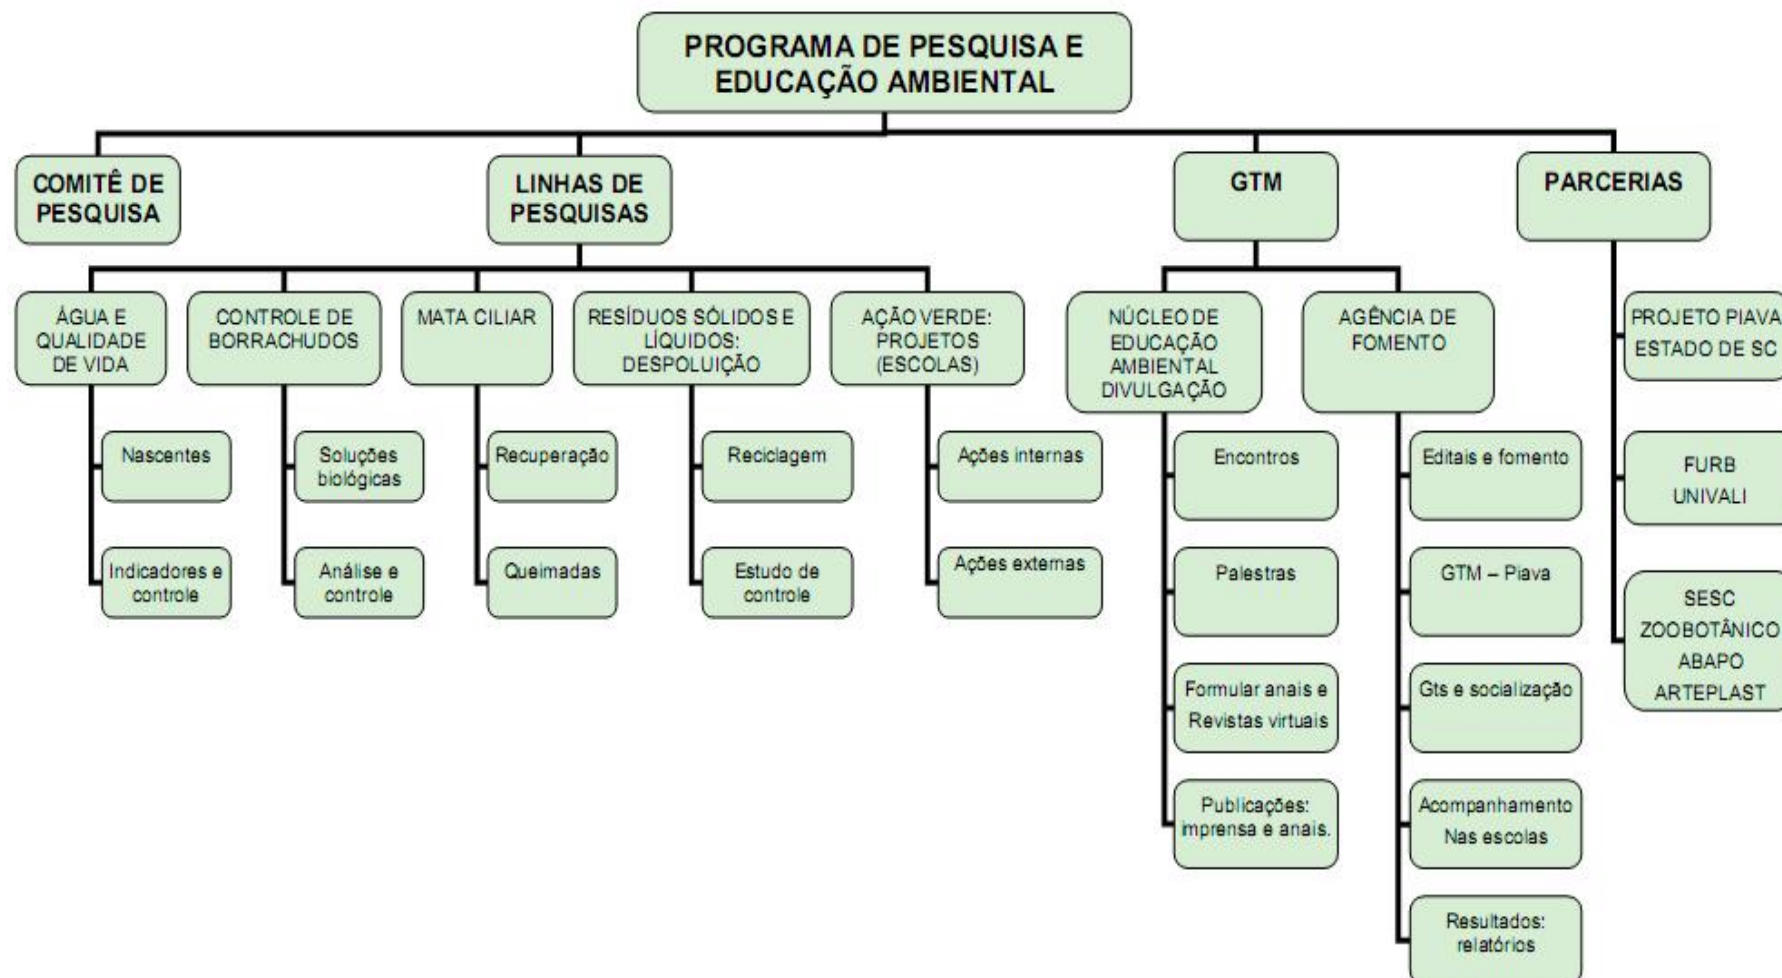 PROGRAMA DE PESQUISA E
EDUCAÇÃO AMBIENTAL
COMITÊ DE
PESQUISA
LINHAS DE
PESQUISAS
GTM
PARCERIAS
ÁGUA E
QUALIDADE
DE VIDA
CONTROLE DE
BORRACHUDOS
MATA CILIAR
RESÍDUOS SÓLIDOS E
LÍQUIDOS:
DESPOLUIÇÃO
AÇÃO VERDE:
PROJETOS
(ESCOLAS)
NÚCLEO DE
EDUCAÇÃO
AMBIENTAL
DIVULGAÇÃO
AGÊNCIA DE
FOMENTO
PROJETO PIAVA
ESTADO DE SC
Nascentes
Soluções
biológicas
Recuperação
Reciclagem
Ações internas
Encontros
Editais e fomento
FURB
UNIVALI
Indicadores e
controle
Análise e
controle
Queimadas
Estudo de
controle
Ações externas
Palestras
GTM – Piava
SESC
ZOOBOTÂNICO
ABAPO
ARTEPLAST
Formular anais e
Revistas virtuais
Gts e socialização
Publicações:
imprensa e anais.
Acompanhamento
Nas escolas
Resultados:
relatórios